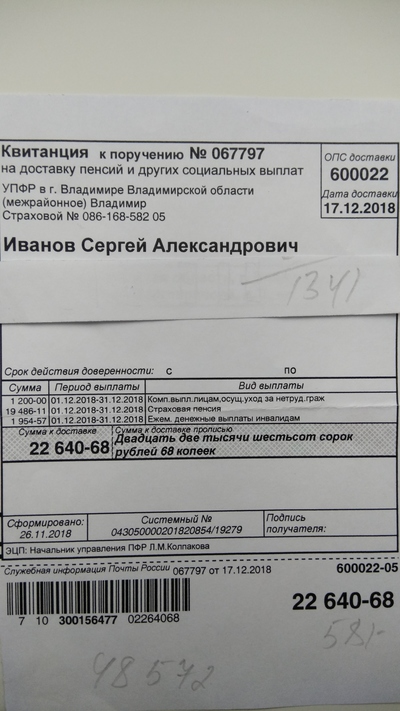 Квитанция к поручению № 067797
на доставку пенсий и других социальных выплат
УПФР в г. Владимире Владимирской области
(межрайонное) Владимир
Страховой № 086-168-582 05
ОПС доставки
600022
Дата доставки
17.12.2018
Иванов Сергей Александрович
1341
Срок действия доверенности: с по
Сумма Период выплаты Вид выплаты
1 200-00 01.12.2018-31.12.2018 Комп.выпл.лицам,осущ.уход за нетруд.граж
19 486-11 01.12.2018-31.12.2018 Страховая пенсия
1 954-57 01.12.2018-31.12.2018 Ежем. денежные выплаты инвалидам
Сумма к доставке Сумма к доставке прописью
22 640-68 Двадцать две тысячи шестьсот сорок
рублей 68 копеек
Сформировано: Системный № Подпись
26.11.2018 043050000201820854/19279 получателя:
ЭЦП: Начальник управления ПФР Л.М.Колпакова
Служебная информация Почты России 067797 от 17.12.2018 600022-05
22 640-68
7 10 300156477 02264068
58/-
48572